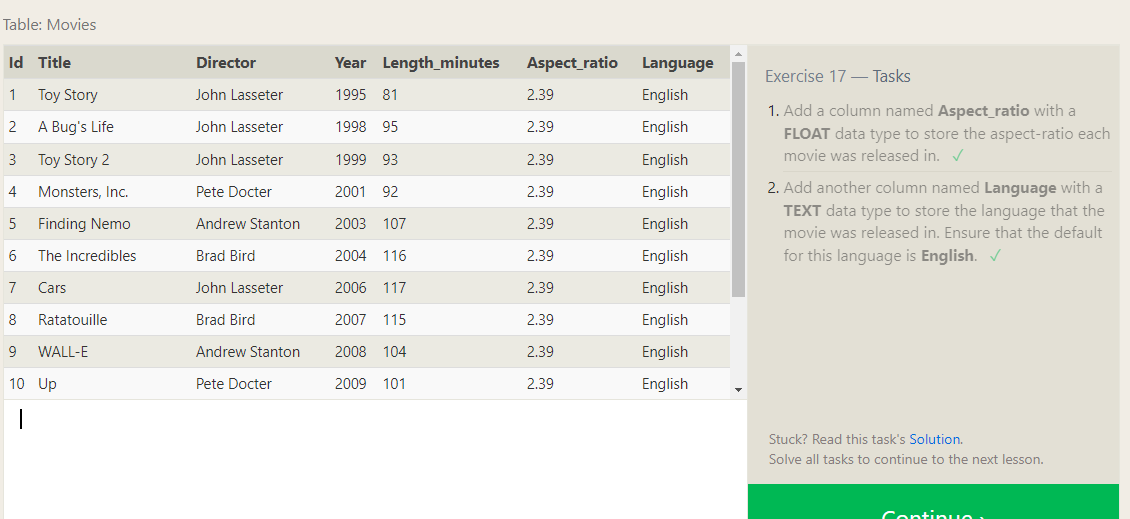 Table: Movies
Id Title Director Year Length_minutes Aspect_ratio Language
1 Toy Story John Lasseter 1995 81 2.39 English
2 A Bug's Life John Lasseter 1998 95 2.39 English
3 Toy Story 2 John Lasseter 1999 93 2.39 English
4 Monsters, Inc. Pete Docter 2001 92 2.39 English
5 Finding Nemo Andrew Stanton 2003 107 2.39 English
6 The Incredibles Brad Bird 2004 116 2.39 English
7 Cars John Lasseter 2006 117 2.39 English
8 Ratatouille Brad Bird 2007 115 2.39 English
9 WALL-E Andrew Stanton 2008 104 2.39 English
10 Up Pete Docter 2009 101 2.39 English
Exercise 17 — Tasks
1. Add a column named Aspect_ratio with a
FLOAT data type to store the aspect-ratio each
movie was released in. ✓
2. Add another column named Language with a
TEXT data type to store the language that the
movie was released in. Ensure that the default
for this language is English. ✓
Stuck? Read this task's Solution.
Solve all tasks to continue to the next lesson.
Continue ›